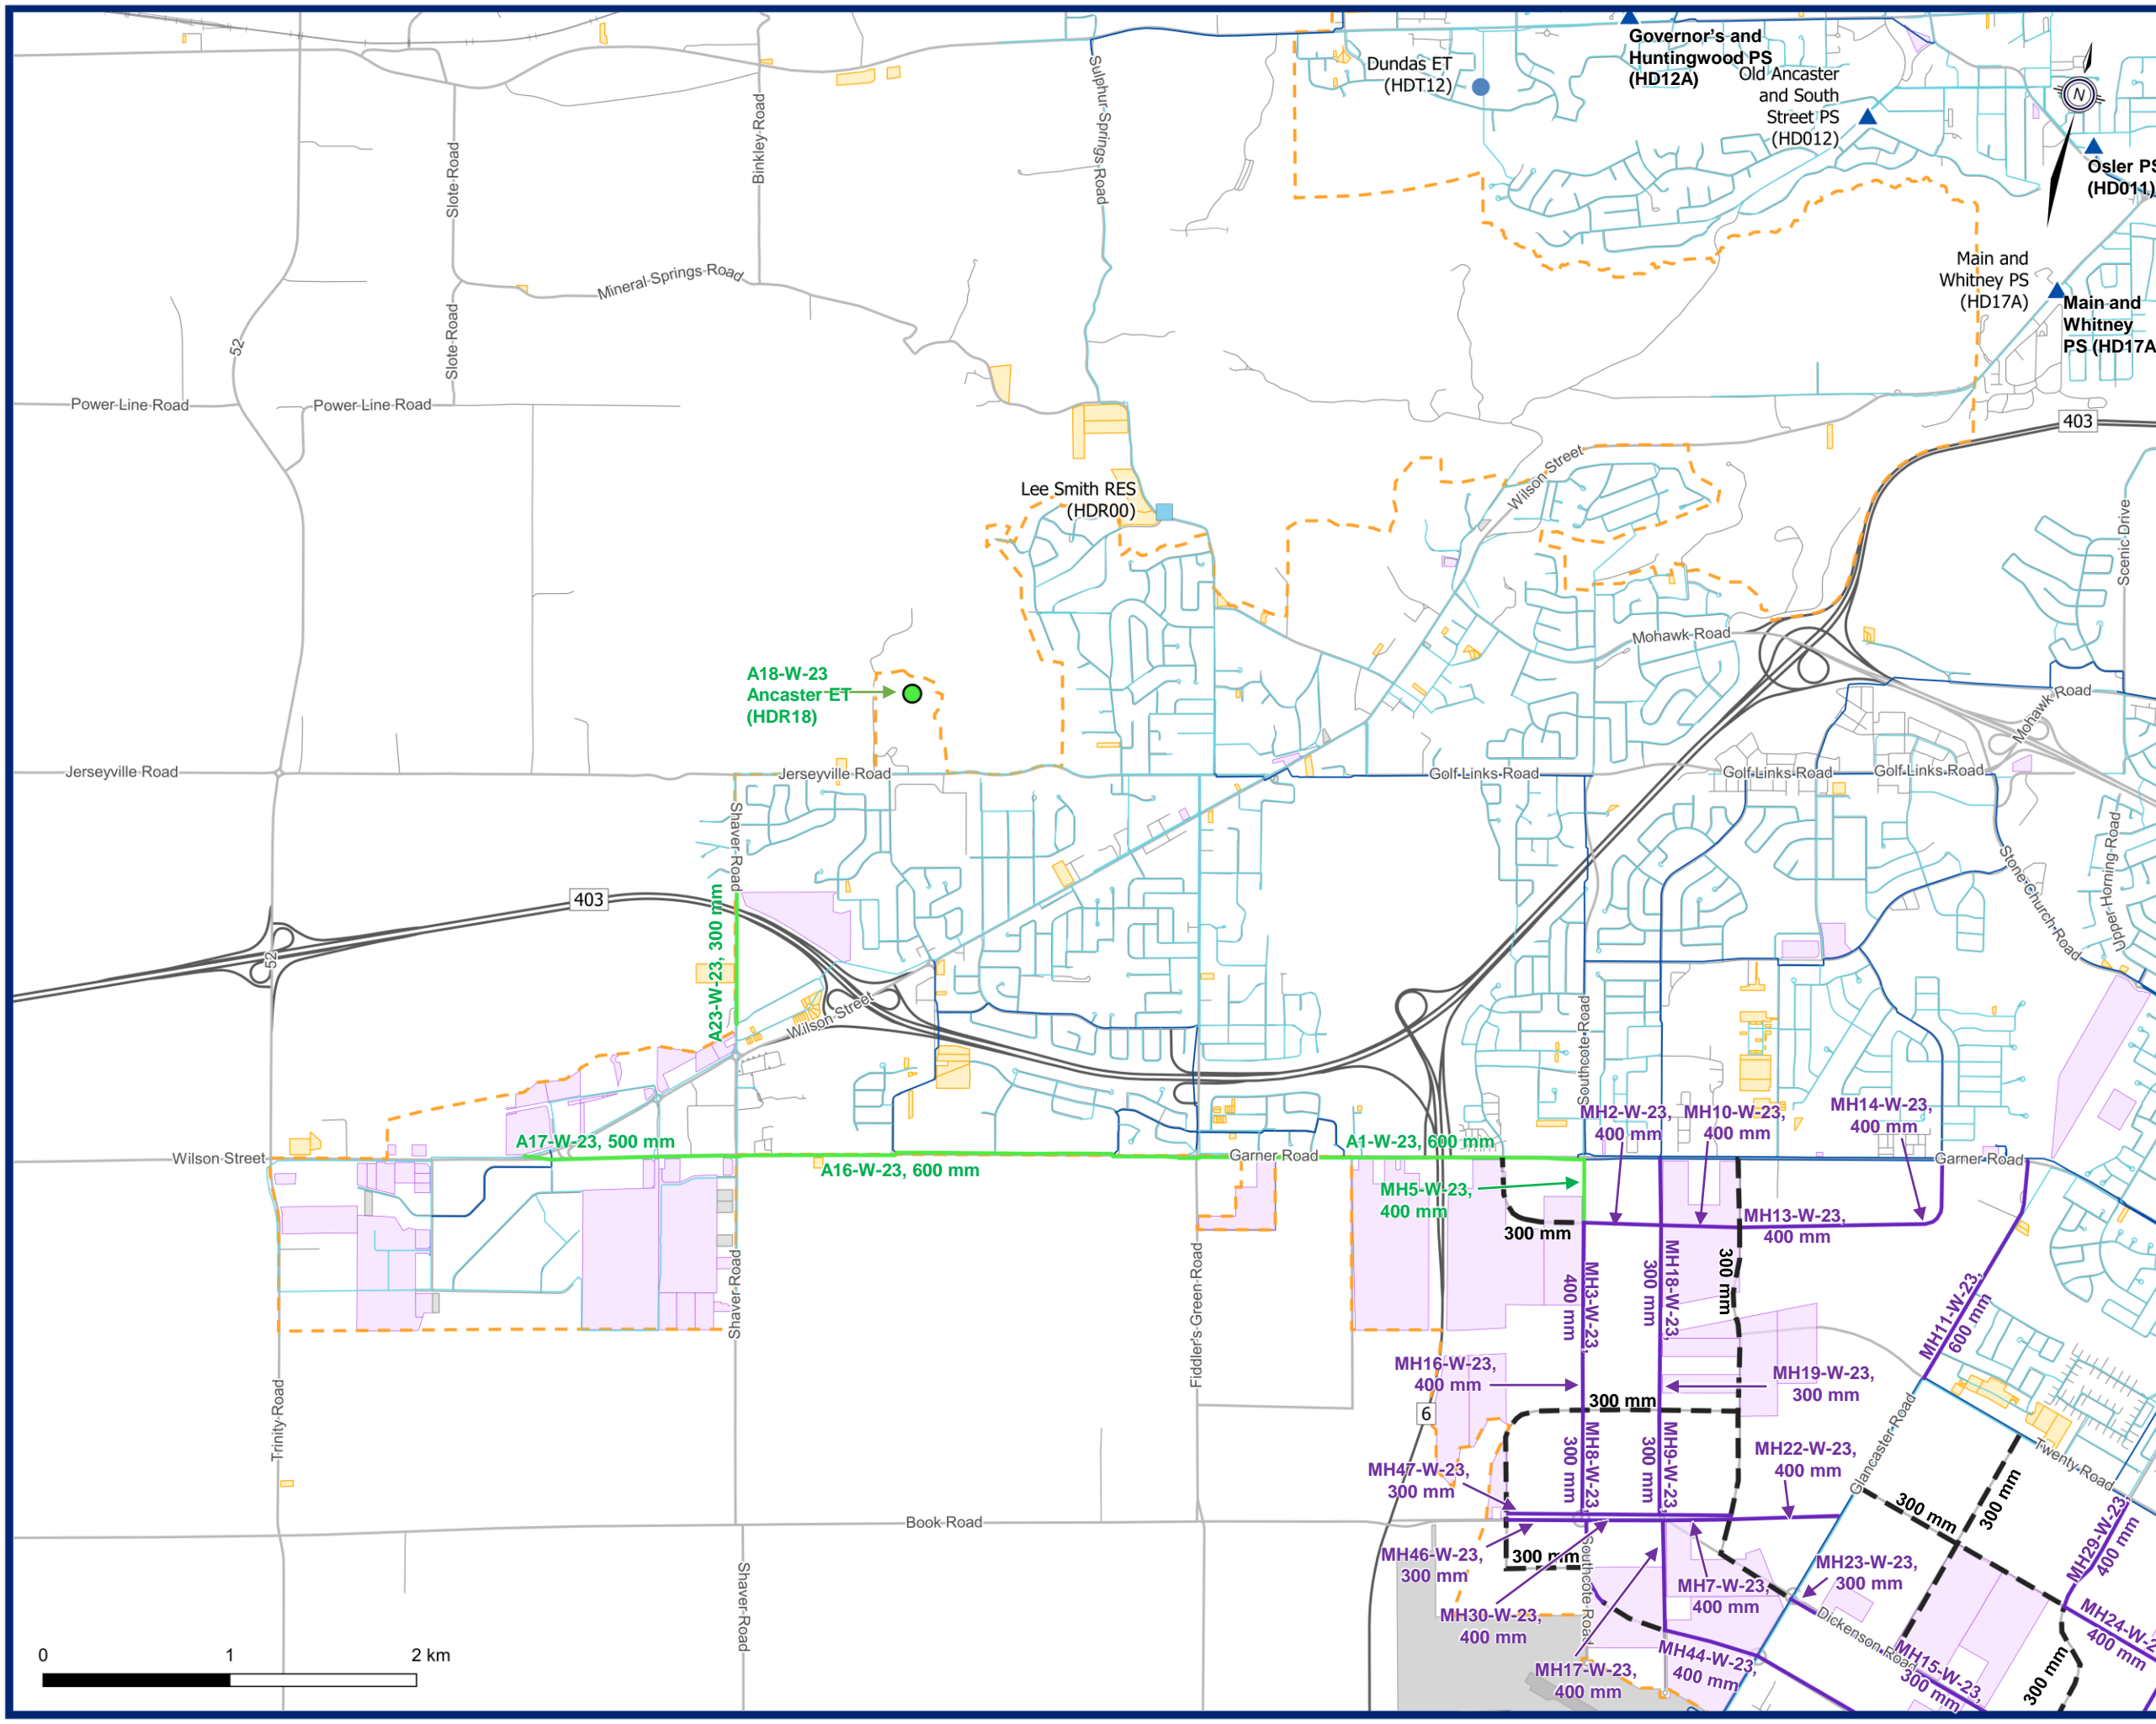 Governor's and
Huntingwood PS
(HD12A)
Dundas ET
(HDT12)
Old Ancaster
and South
Street PS
(HD012)
N
Osler PS
(HD011)
Sulphur Springs Road
Binkley Road
Slote Road
Mineral Springs Road
Main and
Whitney PS
(HD17A)
Main and
Whitney
PS (HD17A
52
Slote Road
Power Line Road
Power Line Road
403
Wilson Street
Lee Smith RES
(HDR00)
Scenic Drive
Mohawk Road
A18-W-23
Ancaster ET
(HDR18)
Mohawk Road
Jerseyville Road
Jerseyville Road
Golf Links Road
Golf Links Road
Golf Links Road
Shaver Road
Stone Church Road
Upper Horning Road
403
A23-W-23, 300 mm
52
Wilson Street
Southcote Road
MH2-W-23,
400 mm
MH10-W-23,
400 mm
MH14-W-23,
400 mm
A17-W-23, 500 mm
A1-W-23, 600 mm
Wilson Street
A16-W-23, 600 mm
Garner Road
Garner Road
MH5-W-23,
400 mm
300 mm
MH13-W-23,
400 mm
Shaver Road
Fiddler's Green Road
MH3-W-23,
400 mm
MH18-W-23,
300 mm
300 mm
MH11-W-23,
600 mm
MH16-W-23,
400 mm
MH19-W-23,
300 mm
Trinity Road
6
300 mm
MH8-W-23,
300 mm
MH9-W-23,
300 mm
MH22-W-23,
400 mm
Glancaster Road
Twenty Road
MH47-W-23,
300 mm
300 mm
300 mm
MH29-W-23,
400 mm
Book Road
MH46-W-23,
300 mm
300 mm
Southcote Road
MH7-W-23,
400 mm
MH23-W-23,
300 mm
Shaver Road
MH30-W-23,
400 mm
Dickenson Road
MH24-W-2
400 mm
MH17-W-23,
400 mm
MH44-W-23,
400 mm
MH15-W-23,
300 mm
300 mm
0 1 2 km